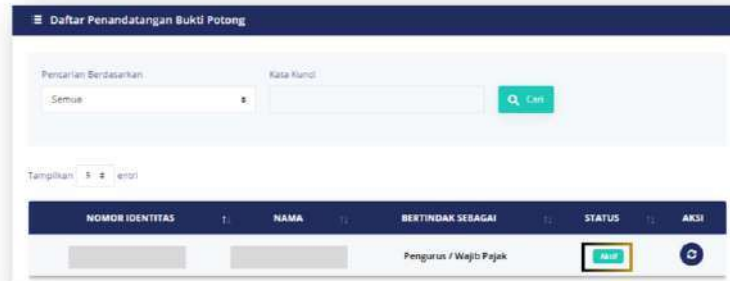 Daftar Penandatangan Bukti Potong
Pencarian Berdasarkan
Kata Kunci
Semua
Cari
Tampilkan 5 entri
NOMOR IDENTITAS NAMA BERTINDAK SEBAGAI STATUS AKSI
Pengurus / Wajib Pajak Aktif